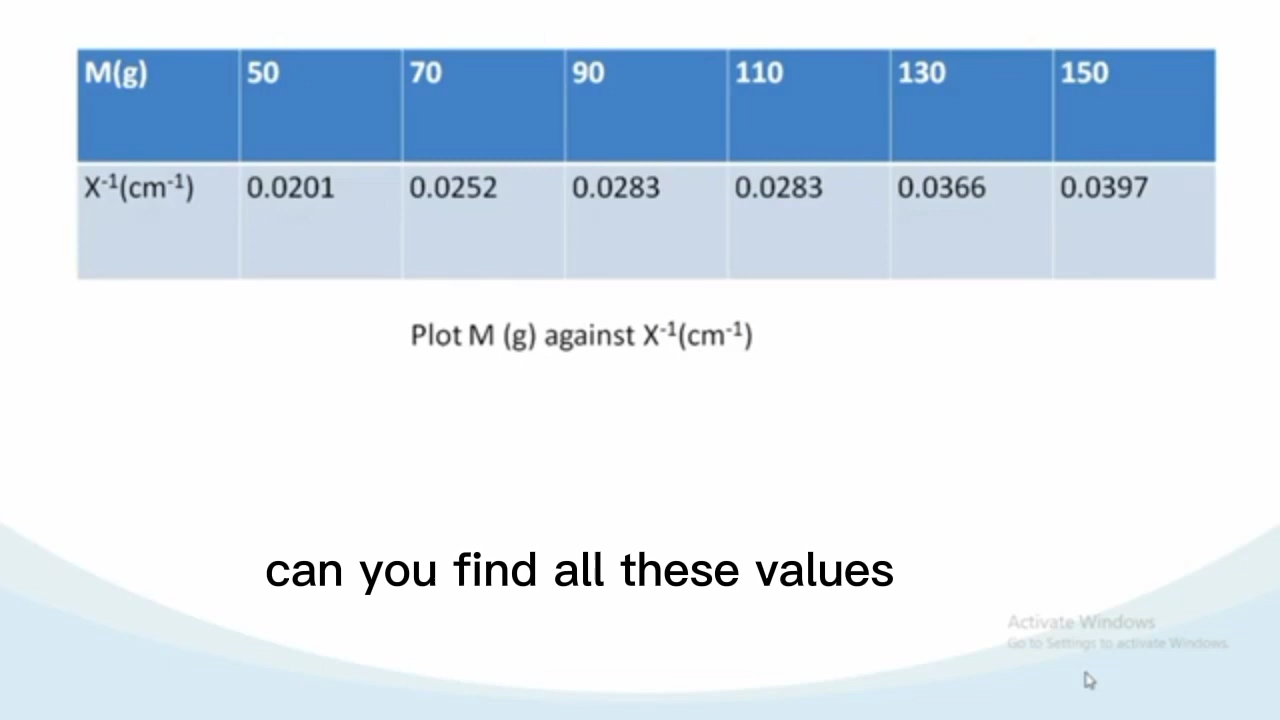 M(g) 50 70 90 110 130 150
X⁻¹(cm⁻¹) 0.0201 0.0252 0.0283 0.0283 0.0366 0.0397
Plot M (g) against X⁻¹(cm⁻¹)
can you find all these values
Activate Windows
Go to Settings to activate Windows.